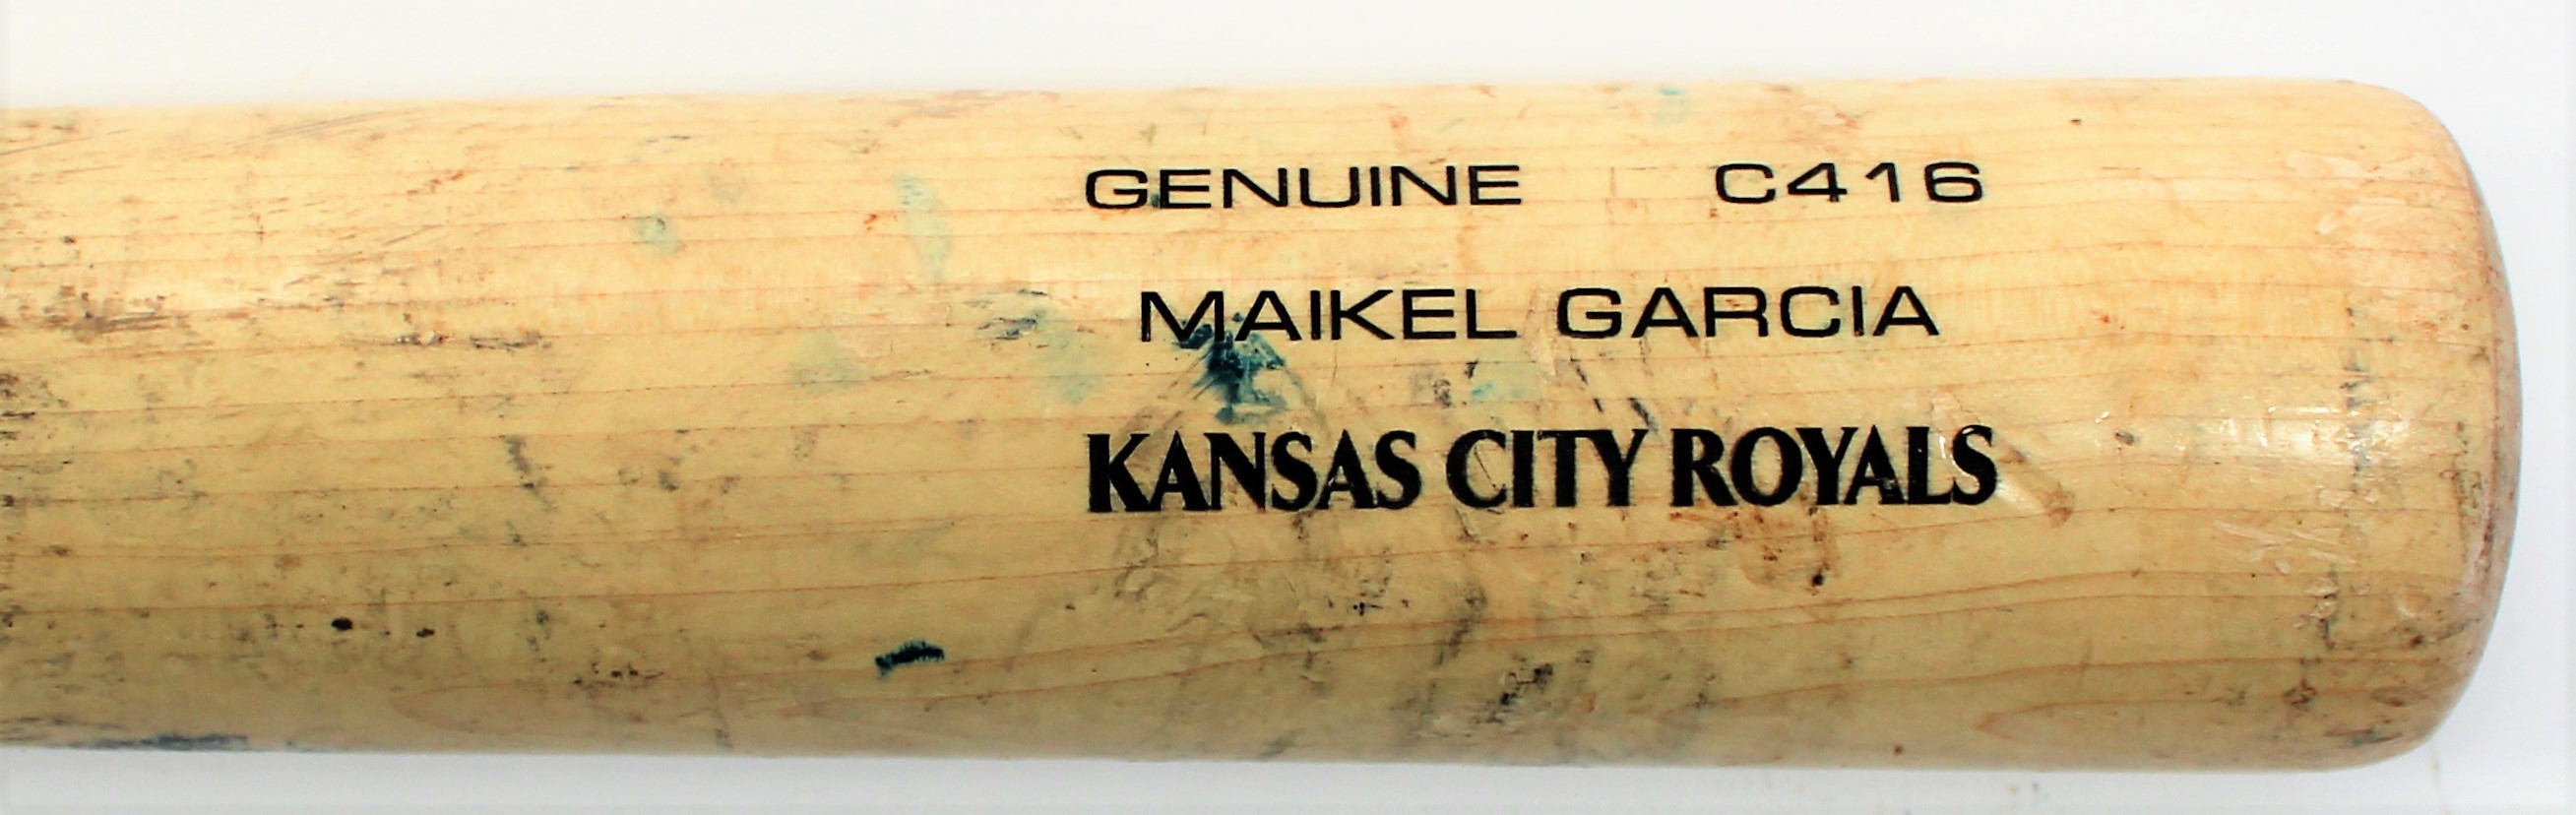 GENUINE C416
MAIKEL GARCIA
KANSAS CITY ROYALS